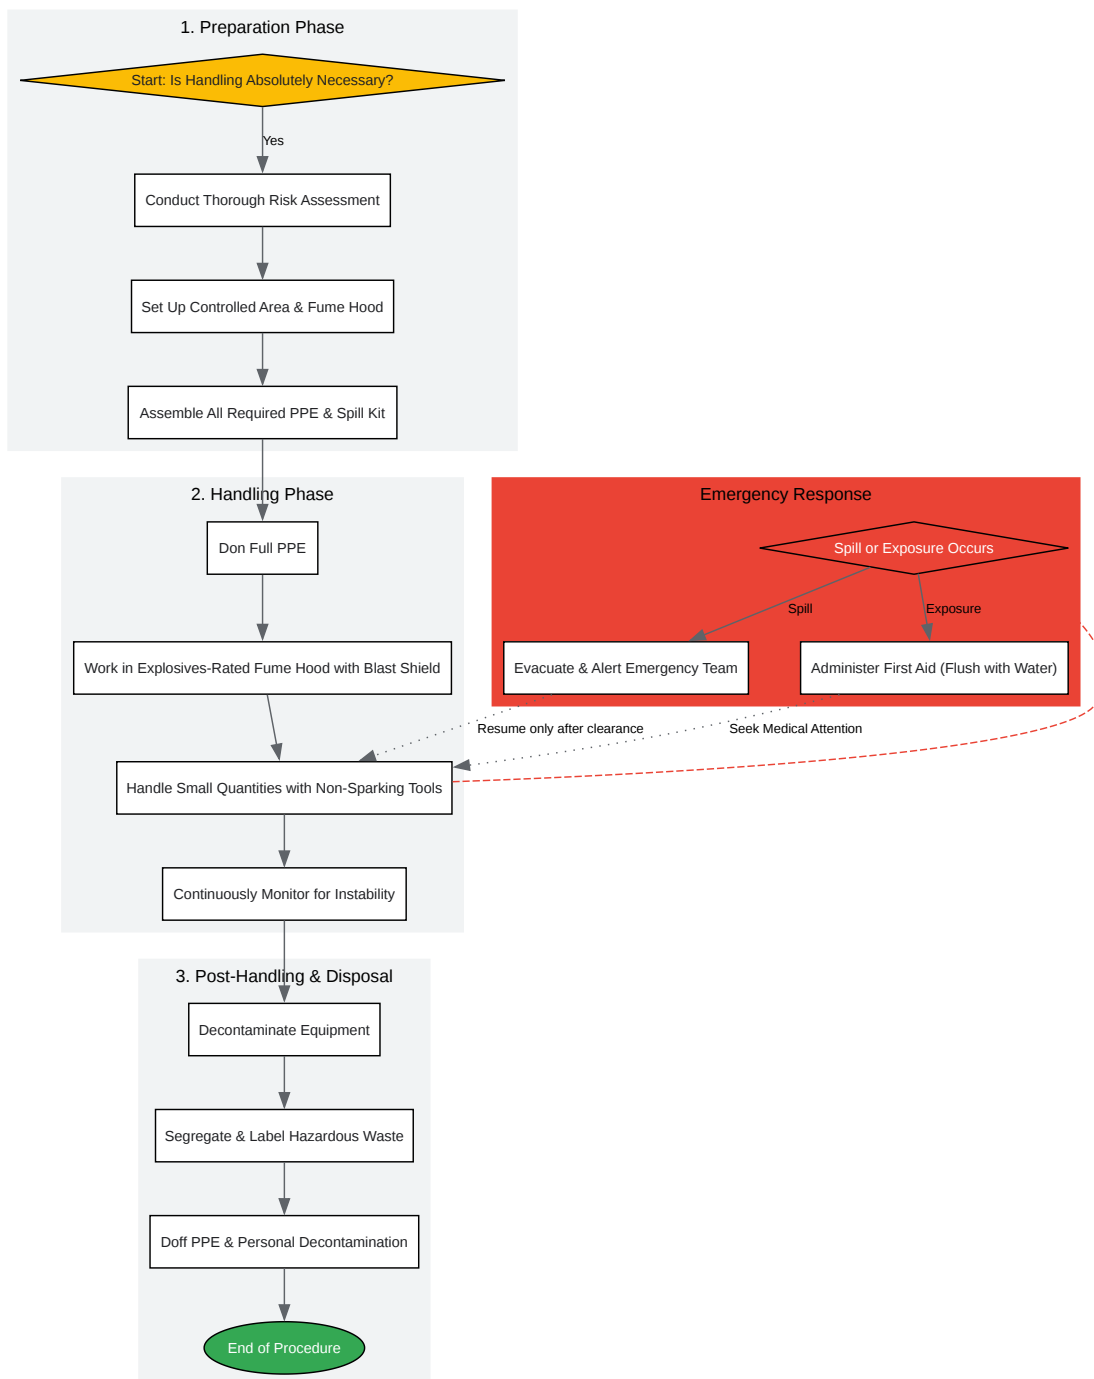 1. Preparation Phase
Start: Is Handling Absolutely Necessary?
Yes
Conduct Thorough Risk Assessment
Set Up Controlled Area & Fume Hood
Assemble All Required PPE & Spill Kit
2. Handling Phase
Don Full PPE
Work in Explosives-Rated Fume Hood with Blast Shield
Handle Small Quantities with Non-Sparking Tools
Continuously Monitor for Instability
Emergency Response
Spill or Exposure Occurs
Spill
Exposure
Evacuate & Alert Emergency Team
Administer First Aid (Flush with Water)
Resume only after clearance
Seek Medical Attention
3. Post-Handling & Disposal
Decontaminate Equipment
Segregate & Label Hazardous Waste
Doff PPE & Personal Decontamination
End of Procedure